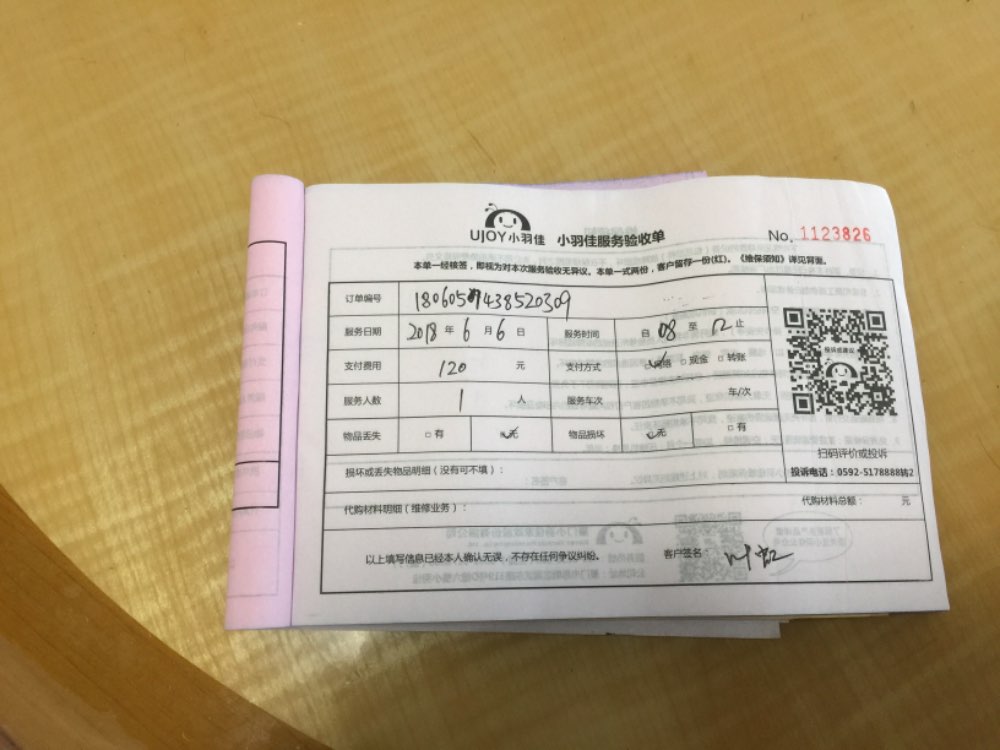 UJOY小羽佳 小羽佳服务验收单 No. 1123826
本单一经核签，即视为对本次服务验收无异议。本单一式两份，客户留存一份(红)。《维保须知》详见背面。
订单编号
服务日期 2018 年 6 月 6 日 服务时间 自 08 至 12 止
支付费用 120 元 支付方式 □网络 □现金 □转账
服务人数 1 人 服务车次 车/次
物品丢失 □有 □无 物品损坏 □无 □有
投诉或建议
扫码评价或投诉
投诉电话：0592-5178888转2
损坏或丢失物品明细（没有可不填）：
代购材料明细（维修业务）： 代购材料总额： 元
以上填写信息已经本人确认无误，不存在任何争议纠纷。 客户签名：